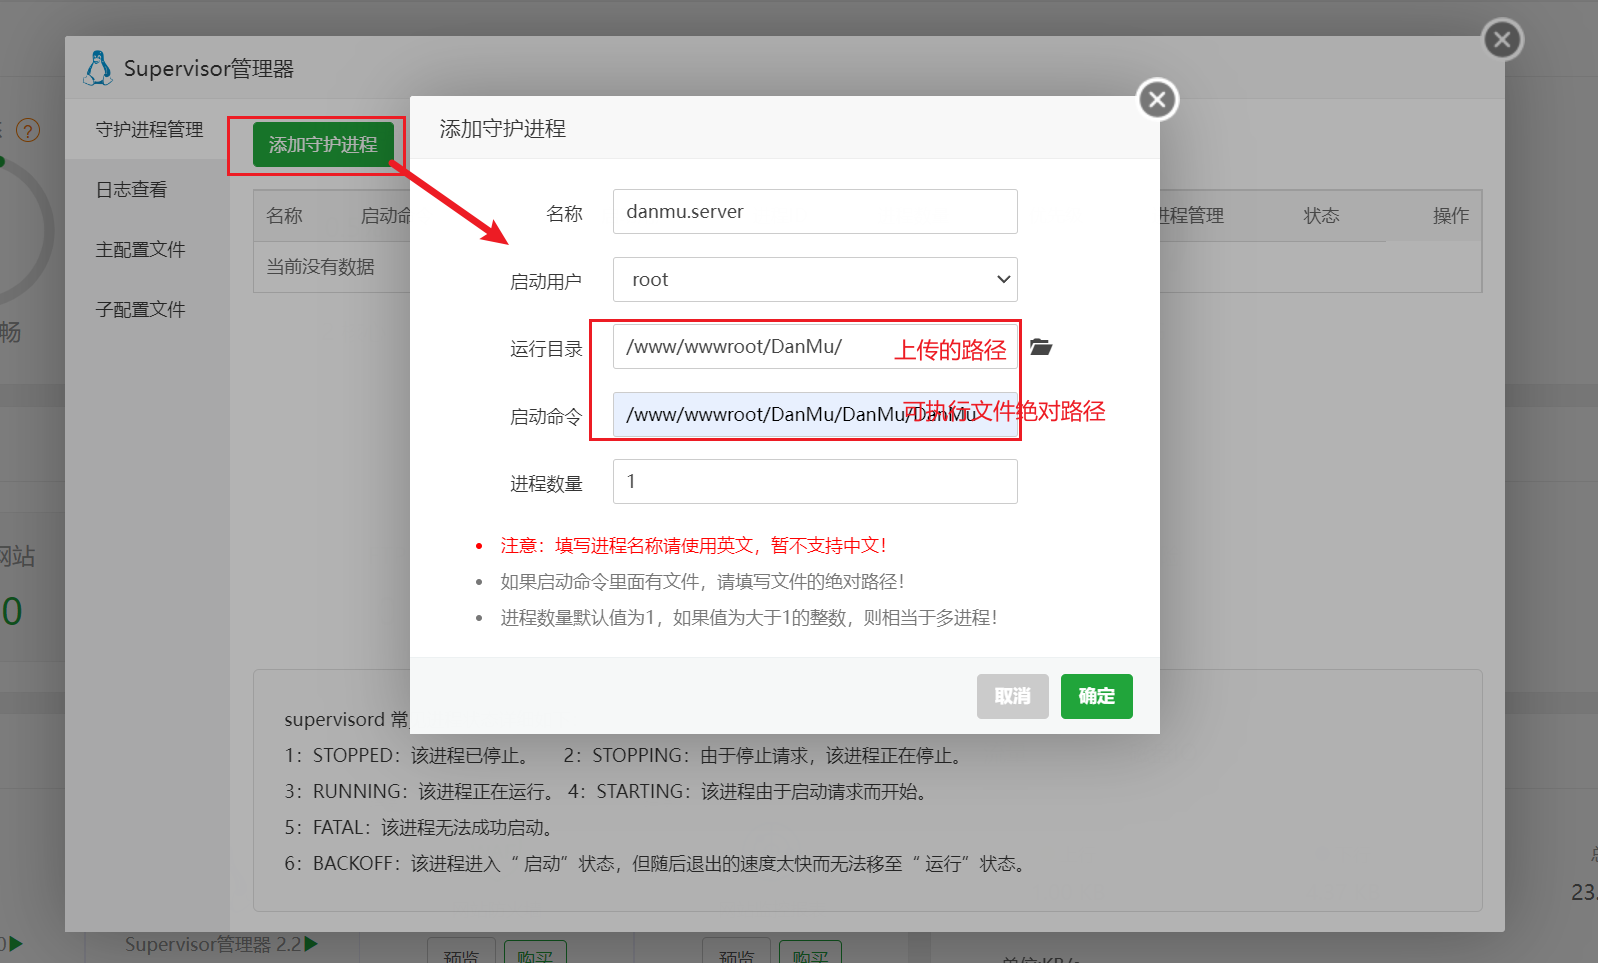 Supervisor管理器
守护进程管理
日志查看
主配置文件
子配置文件
添加守护进程
名称
启动命
进程管理
状态
操作
当前没有数据
添加守护进程
名称
danmu.server
启动用户
root
运行目录
/www/wwwroot/DanMu/
上传的路径
启动命令
/www/wwwroot/DanMu/DanMu/DanMu
可执行文件绝对路径
进程数量
1
注意：填写进程名称请使用英文，暂不支持中文！
如果启动命令里面有文件，请填写文件的绝对路径！
进程数量默认值为1，如果值为大于1的整数，则相当于多进程！
取消
确定
supervisord 常
1：STOPPED：该进程已停止。 2：STOPPING：由于停止请求，该进程正在停止。
3：RUNNING：该进程正在运行。 4：STARTING：该进程由于启动请求而开始。
5：FATAL：该进程无法成功启动。
6：BACKOFF：该进程进入“ 启动”状态，但随后退出的速度太快而无法移至“ 运行”状态。
?
畅
网站
0
总
23.
Supervisor管理器 2.2
预览
购买
预览
购买
单位:KB/s